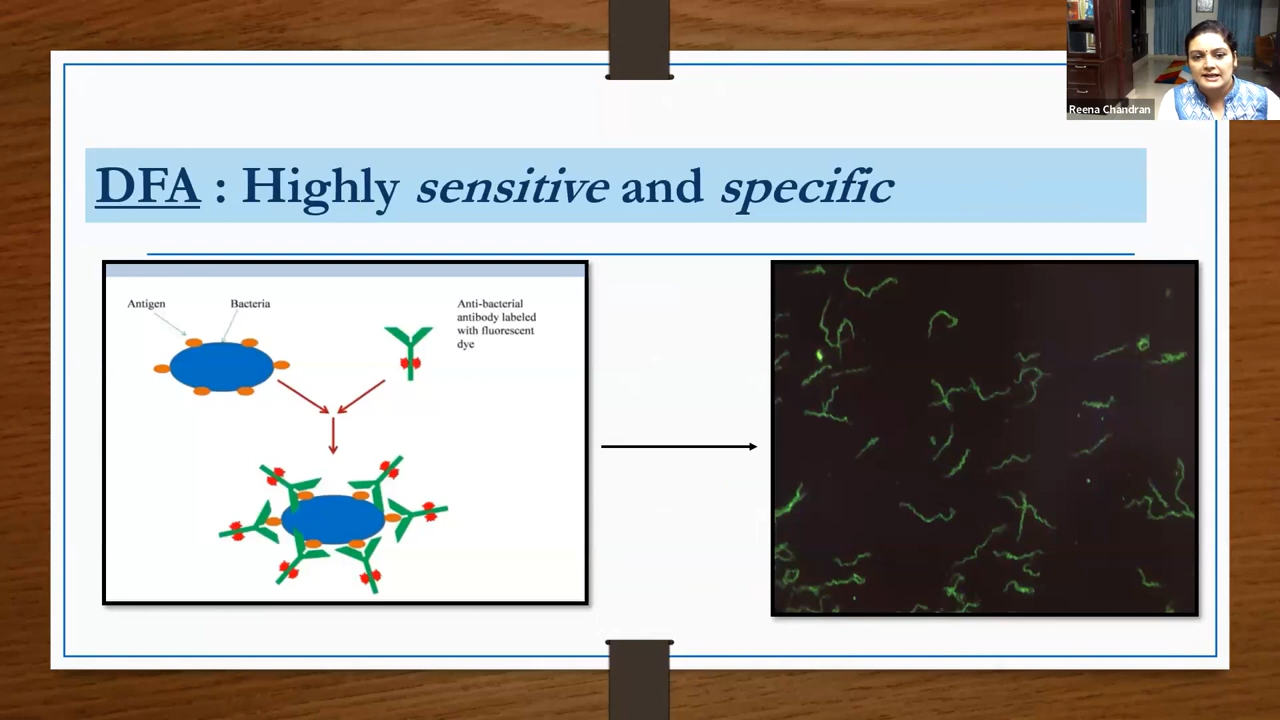 Reena Chandran
DFA : Highly sensitive and specific
Antigen
Bacteria
Anti-bacterial
antibody labeled
with fluorescent
dye